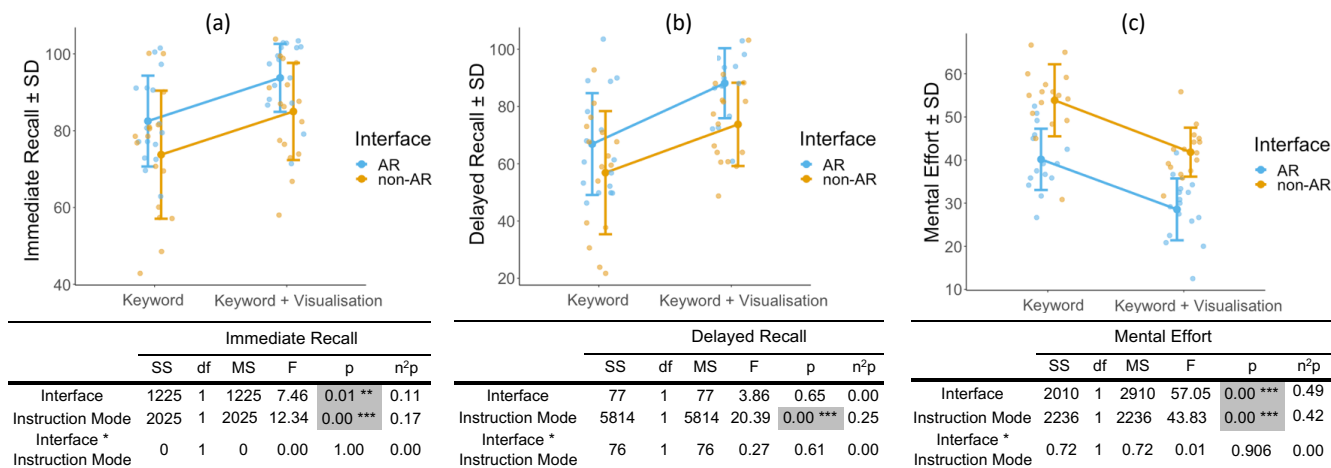 (a)
Immediate Recall ± SD
100
80
60
40
Keyword
Keyword + Visualisation
Interface
AR
non-AR
Immediate Recall
SS df MS F p n²p
Interface 1225 1 1225 7.46 0.01 ** 0.11
Instruction Mode 2025 1 2025 12.34 0.00 *** 0.17
Interface *
Instruction Mode 0 1 0 0.00 1.00 0.00
(b)
Delayed Recall ± SD
100
80
60
40
20
Keyword
Keyword + Visualisation
Interface
AR
non-AR
Delayed Recall
SS df MS F p n²p
Interface 77 1 77 3.86 0.65 0.00
Instruction Mode 5814 1 5814 20.39 0.00 *** 0.25
Interface *
Instruction Mode 76 1 76 0.27 0.61 0.00
(c)
Mental Effort ± SD
60
50
40
30
20
10
Keyword
Keyword + Visualisation
Interface
AR
non-AR
Mental Effort
SS df MS F p n²p
Interface 2010 1 2910 57.05 0.00 *** 0.49
Instruction Mode 2236 1 2236 43.83 0.00 *** 0.42
Interface *
Instruction Mode 0.72 1 0.72 0.01 0.906 0.00